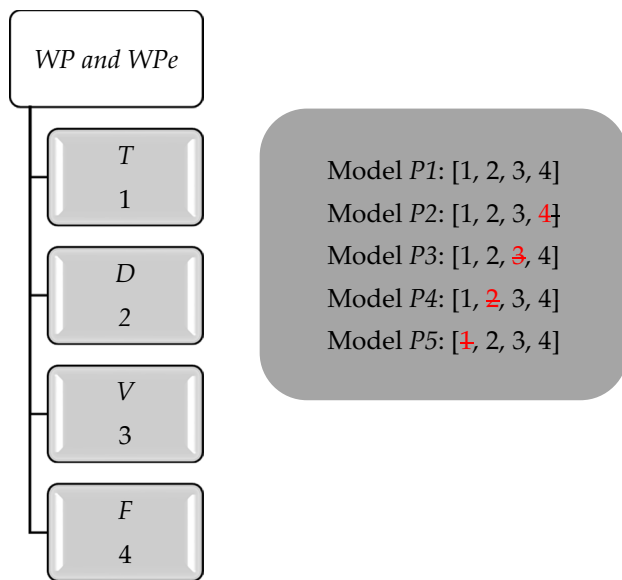 WP and WPe
T
1
D
2
V
3
F
4
Model P1: [1, 2, 3, 4]
Model P2: [1, 2, 3, 4]
Model P3: [1, 2, 3, 4]
Model P4: [1, 2, 3, 4]
Model P5: [1, 2, 3, 4]